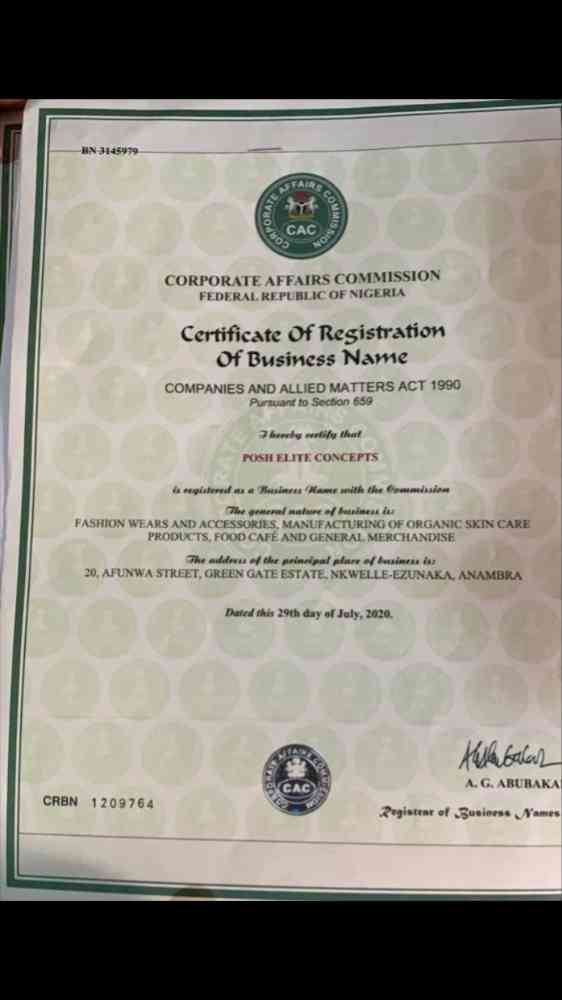 BN 3145979
CORPORATE AFFAIRS COMMISSION
CAC
CORPORATE AFFAIRS COMMISSION
FEDERAL REPUBLIC OF NIGERIA
Certificate Of Registration
Of Business Name
COMPANIES AND ALLIED MATTERS ACT 1990
Pursuant to Section 659
I hereby certify that
POSH ELITE CONCEPTS
is registered as a Business Name with the Commission
The general nature of business is:
FASHION WEARS AND ACCESSORIES, MANUFACTURING OF ORGANIC SKIN CARE
PRODUCTS, FOOD CAFÉ AND GENERAL MERCHANDISE
The address of the principal place of business is:
20, AFUNWA STREET, GREEN GATE ESTATE, NKWELLE-EZUNAKA, ANAMBRA
Dated this 29th day of July, 2020.
CORPORATE AFFAIRS COMMISSION
CAC
A. G. ABUBAKA
CRBN 1209764
Registrar of Business Names